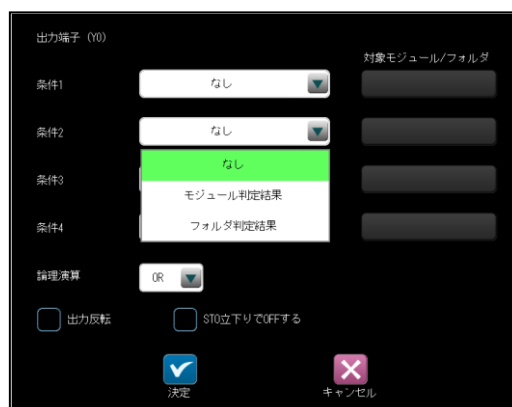 出力端子 (Y0)
対象モジュール/フォルダ
条件1 なし
条件2 なし
なし
条件3
モジュール判定結果
条件4 フォルダ判定結果
論理演算 OR
出力反転 STO立下りでOFFする
決定 キャンセル